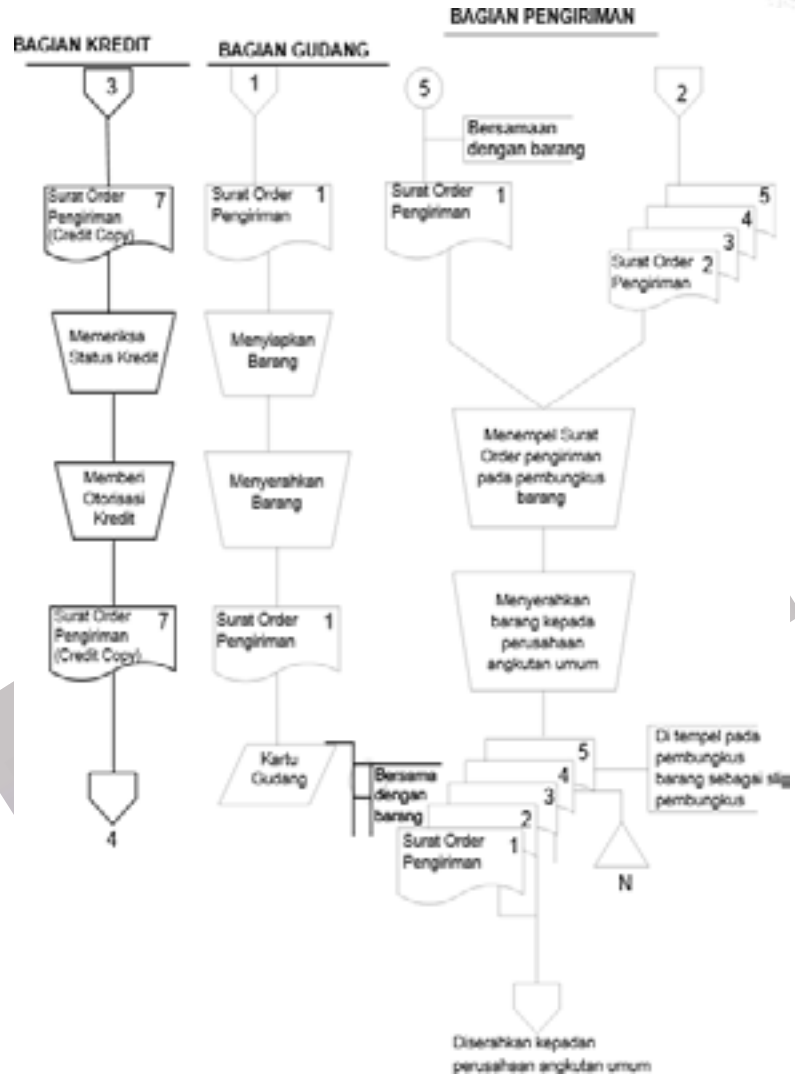 BAGIAN KREDIT
3
Surat Order 7
Pengiriman
(Credit Copy)
Memeriksa
Status Kredit
Memberi
Otorisasi
Kredit
Surat Order 7
Pengiriman
(Credit Copy)
4
BAGIAN GUDANG
1
Surat Order 1
Pengiriman
Menyiapkan
Barang
Menyerahkan
Barang
Surat Order 1
Pengiriman
Kartu
Gudang
Bersama
dengan
barang
BAGIAN PENGIRIMAN
5
Bersamaan
dengan barang
Surat Order 1
Pengiriman
2
5
4
3
Surat Order 2
Pengiriman
Menempel Surat
Order pengiriman
pada pembungkus
barang
Menyerahkan
barang kepada
perusahaan
angkutan umum
5
4
3
2
Surat Order 1
Pengiriman
Di tempel pada
pembungkus
barang sebagai slip
pembungkus
N
Diserahkan kepadan
perusahaan angkutan umum